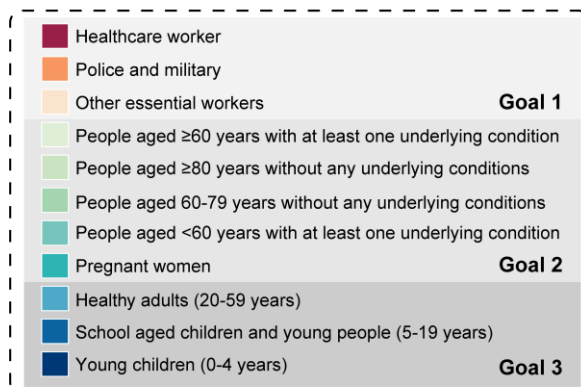 Healthcare worker
Police and military
Other essential workers Goal 1
People aged ≥60 years with at least one underlying condition
People aged ≥80 years without any underlying conditions
People aged 60-79 years without any underlying conditions
People aged <60 years with at least one underlying condition
Pregnant women Goal 2
Healthy adults (20-59 years)
School aged children and young people (5-19 years)
Young children (0-4 years) Goal 3